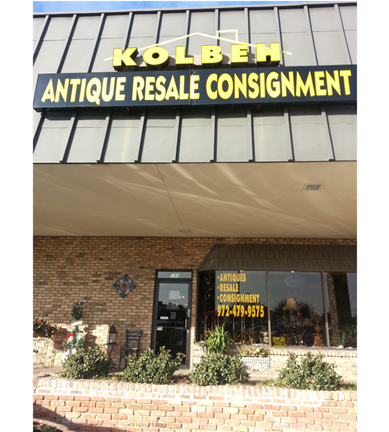 KOLBEH
ANTIQUE RESALE CONSIGNMENT
•ANTIQUES
•RESALE
•CONSIGNMENT
972-479-9575